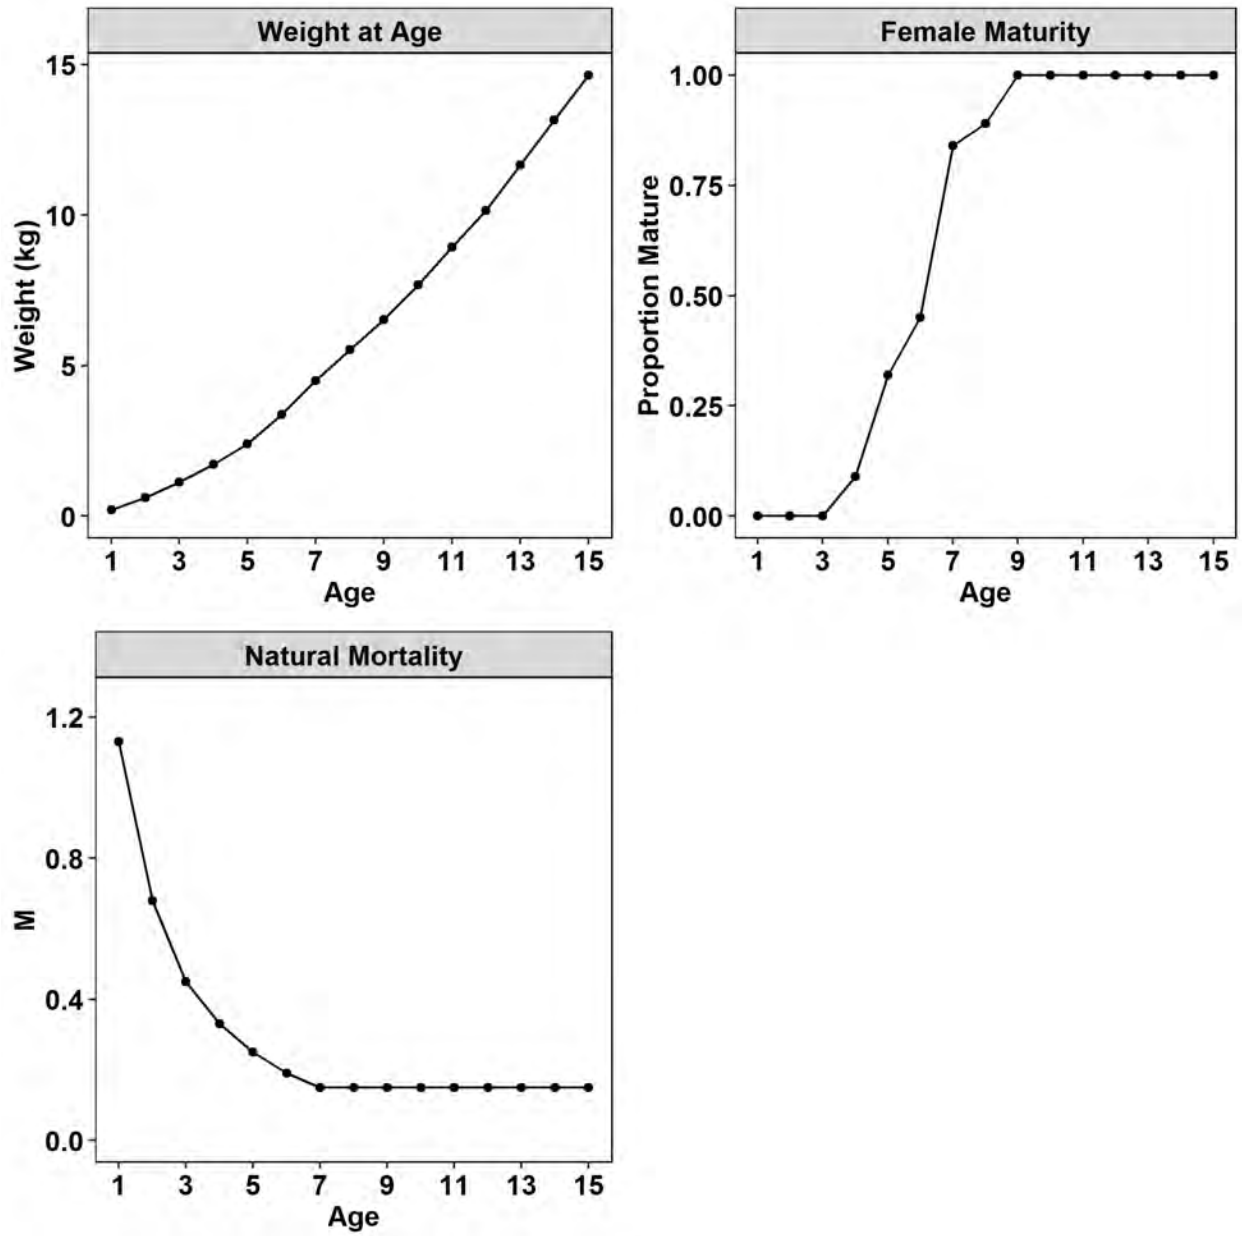 Weight at Age
15
10
5
0
Weight (kg)
1 3 5 7 9 11 13 15
Age
Female Maturity
1.00
0.75
0.50
0.25
0.00
Proportion Mature
1 3 5 7 9 11 13 15
Age
Natural Mortality
1.2
0.8
0.4
0.0
M
1 3 5 7 9 11 13 15
Age